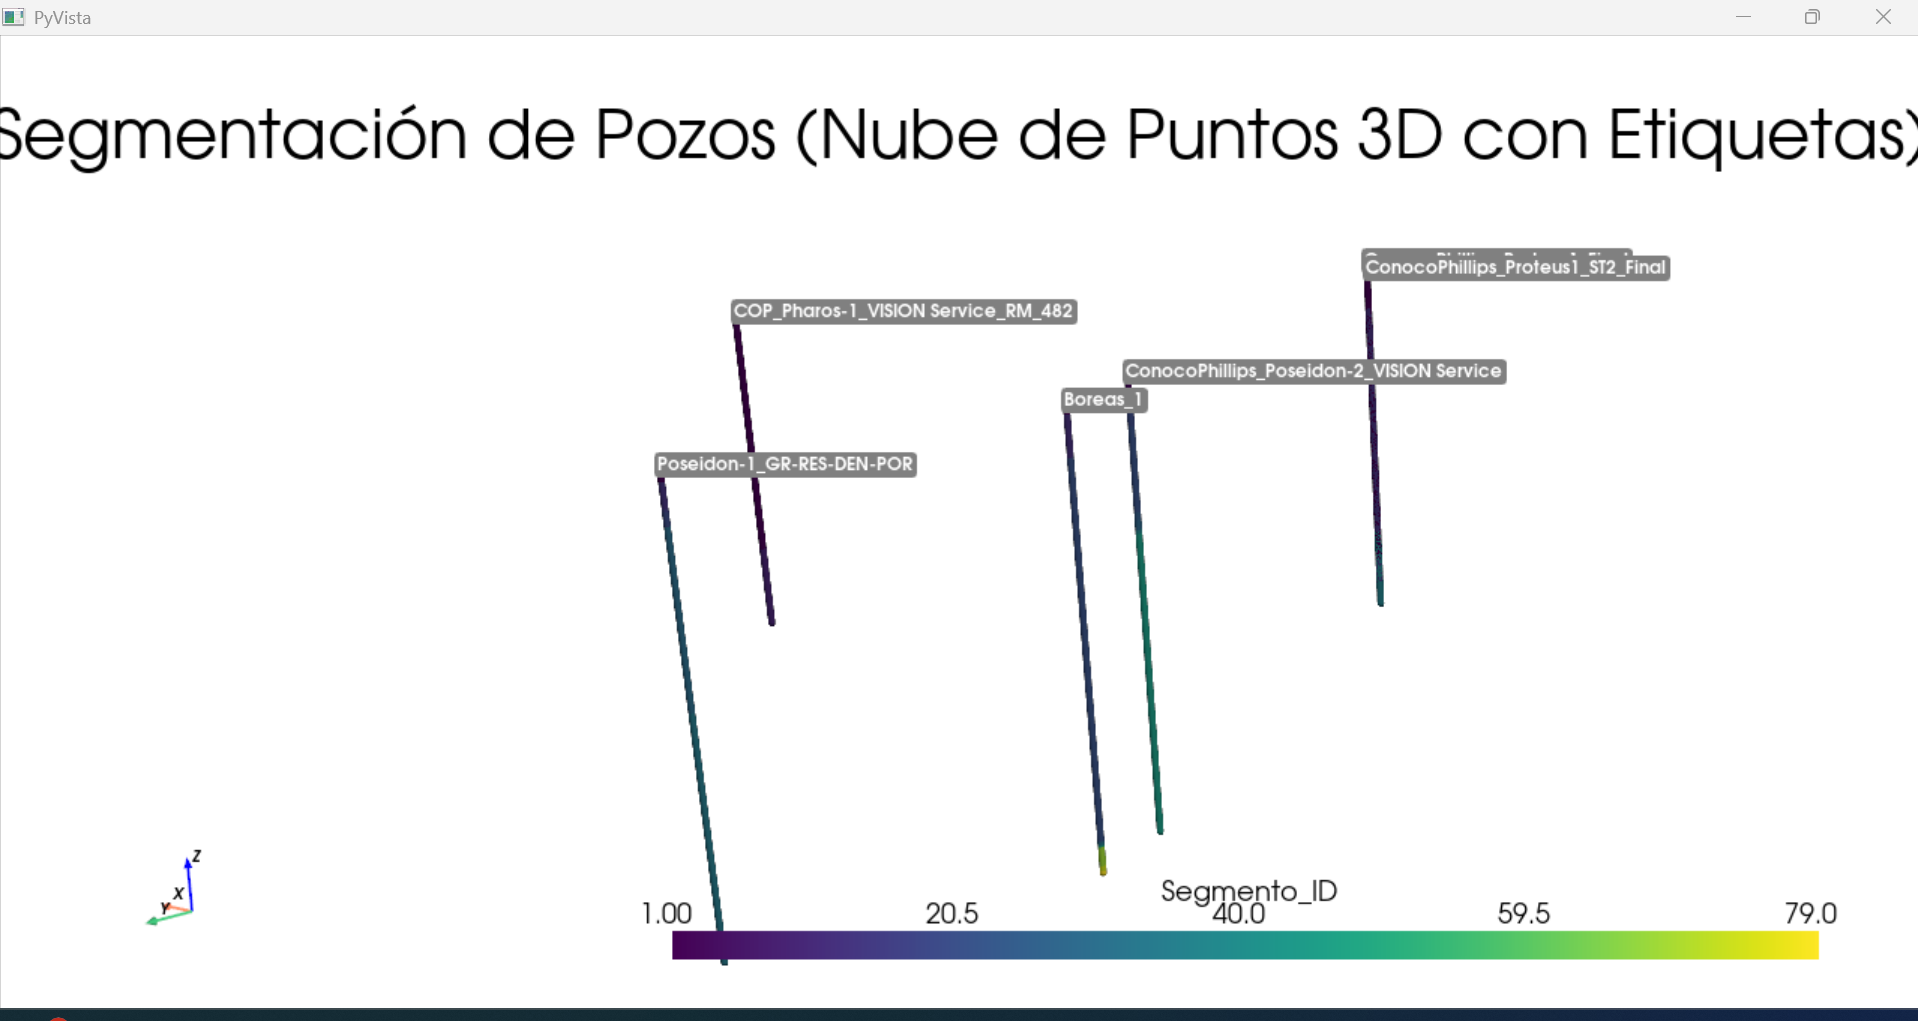 PyVista
Segmentación de Pozos (Nube de Puntos 3D con Etiquetas)
ConocoPhillips_Proteus1_ST2_Final
COP_Pharos-1_VISION Service_RM_482
ConocoPhillips_Poseidon-2_VISION Service
Boreas_1
Poseidon-1_GR-RES-DEN-POR
Z
X
Y
Segmento_ID
1.00 20.5 40.0 59.5 79.0